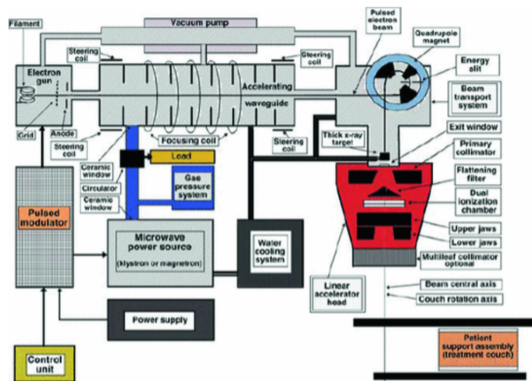 Vacuum pump
Filament
Electron
gun
Steering
coil
Steering
coil
Pulsed
electron
beam
Quadrupole
magnet
Energy
slit
Accelerating
waveguide
Beam
transport
system
Grid
Anode
Steering
coil
Focusing coil
Steering
coil
Thick x-ray
target
Exit window
Ceramic
window
Circulator
Ceramic
window
Load
Gas
pressure
system
Primary
collimator
Flattening
filter
Dual
ionization
chamber
Upper jaws
Lower jaws
Multileaf collimator
optional
Pulsed
modulator
Microwave
power source
(klystron or magnetron)
Water
cooling
system
Linear
accelerator
head
Beam central axis
Couch rotation axis
Power supply
Control
unit
Patient
support assembly
(treatment couch)